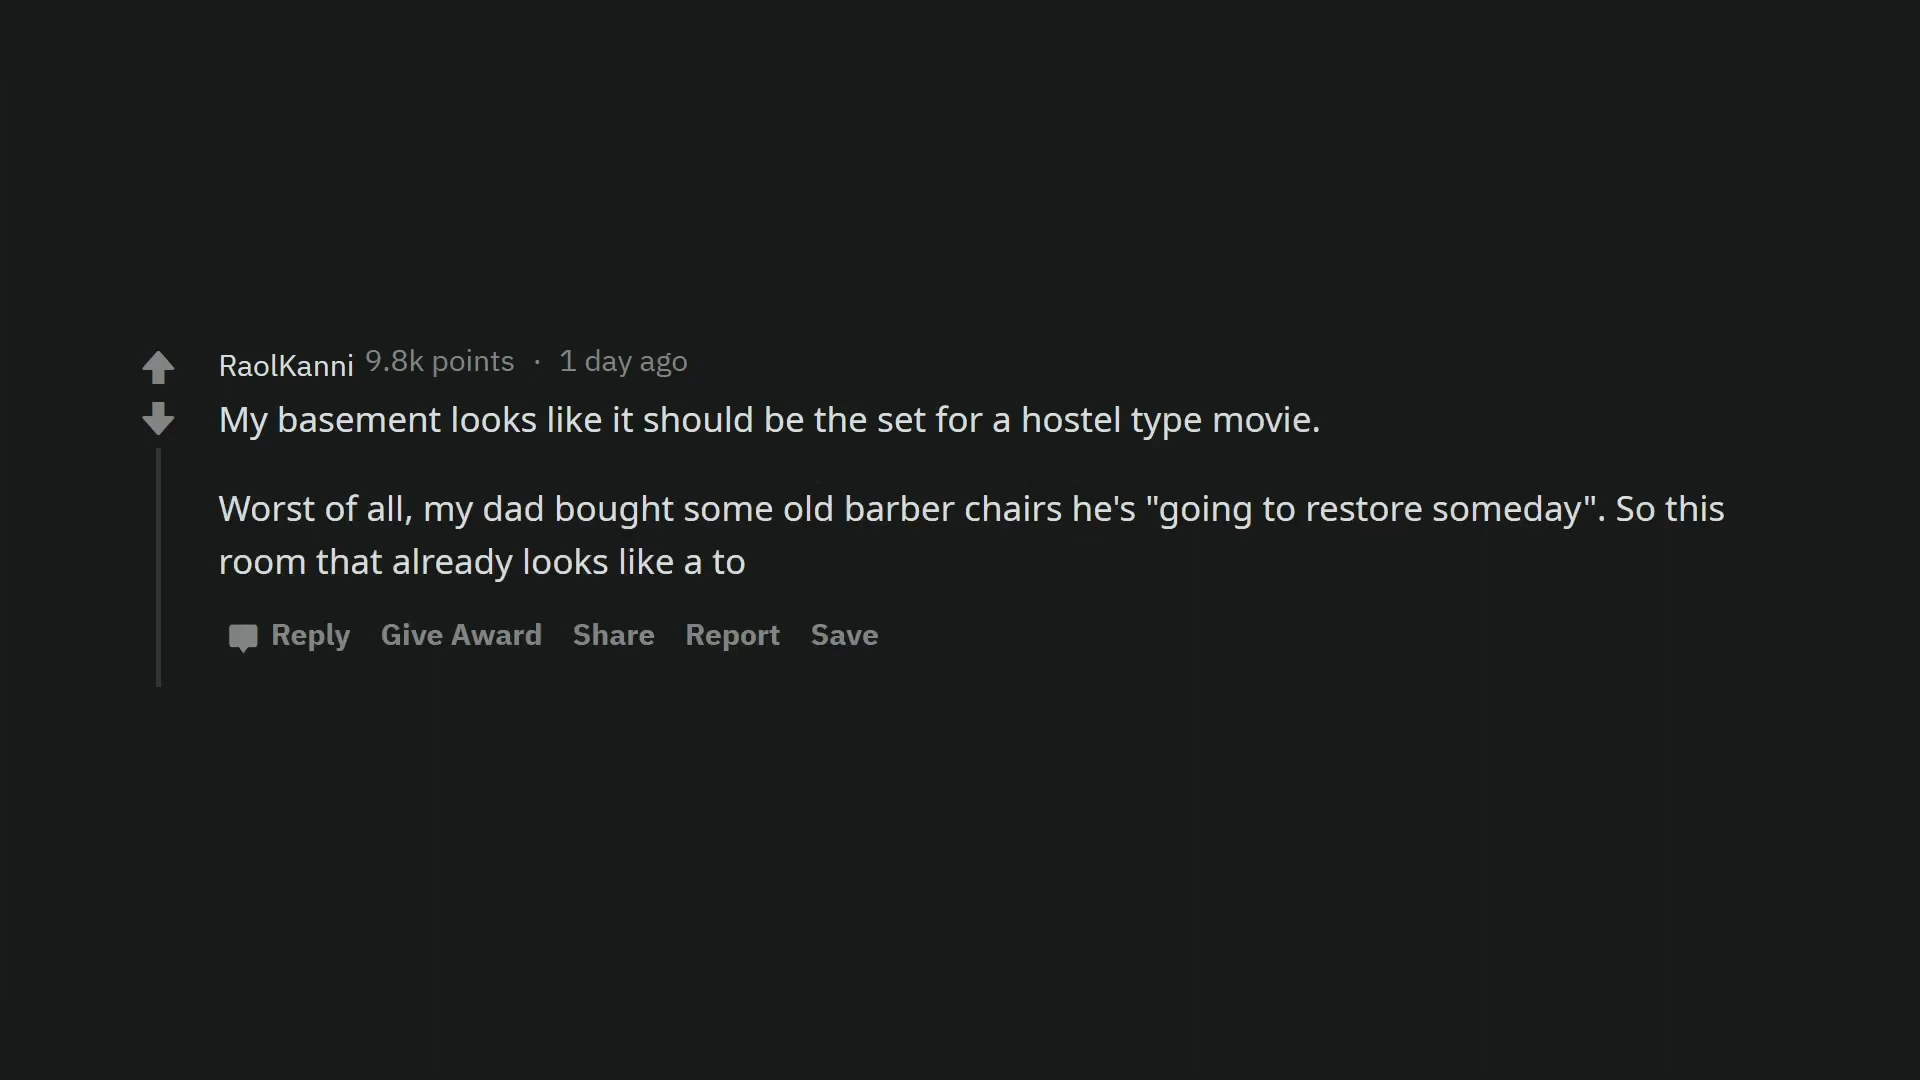 RaolKanni 9.8k points · 1 day ago
My basement looks like it should be the set for a hostel type movie.
Worst of all, my dad bought some old barber chairs he's "going to restore someday". So this
room that already looks like a to
Reply Give Award Share Report Save